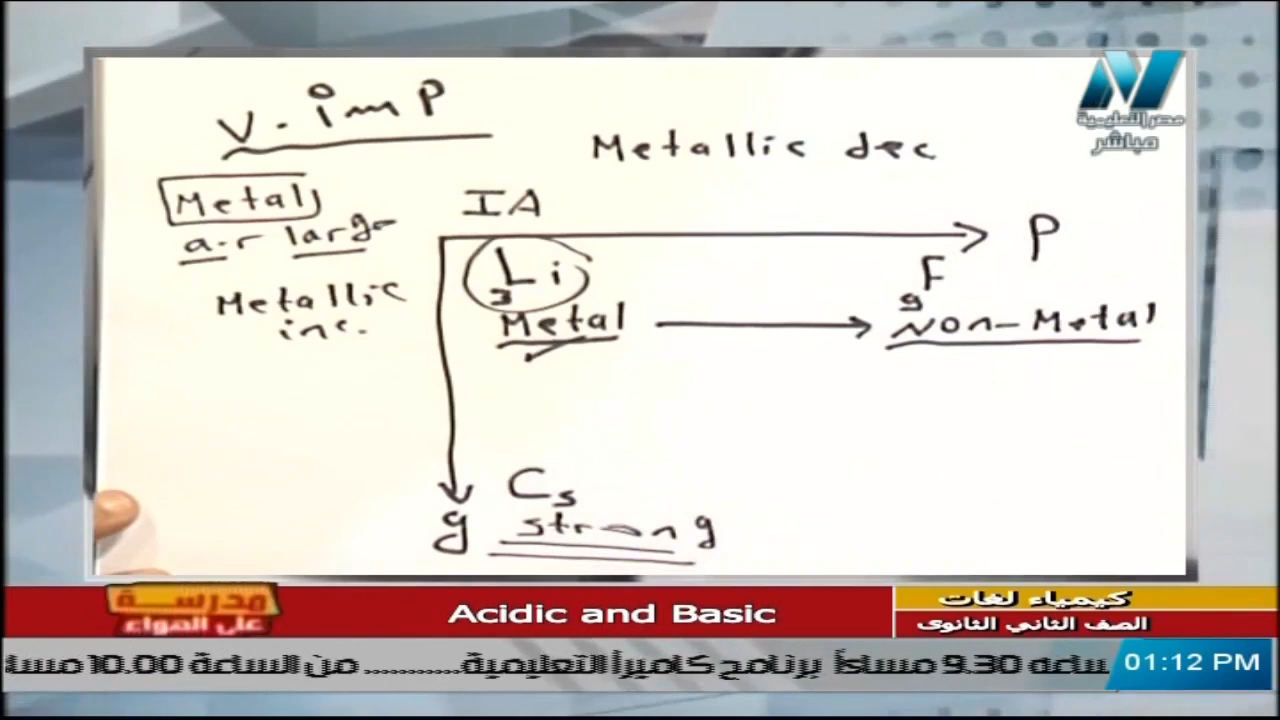 v. imp
Metallic dec
مصر التعليمية
مباشر
Metals
a.r large
Metallic
inc.
IA
P
Li
3
Metal
F
9
Non-Metal
Cs
g strong
مدرسة
على الهواء
Acidic and Basic
كيمياء لغات
الصف الثاني الثانوى
ساعه 9.30 مساءاً برنامج كاميرا التعليمية........... من الساعة 10.00 مسا
01:12 PM